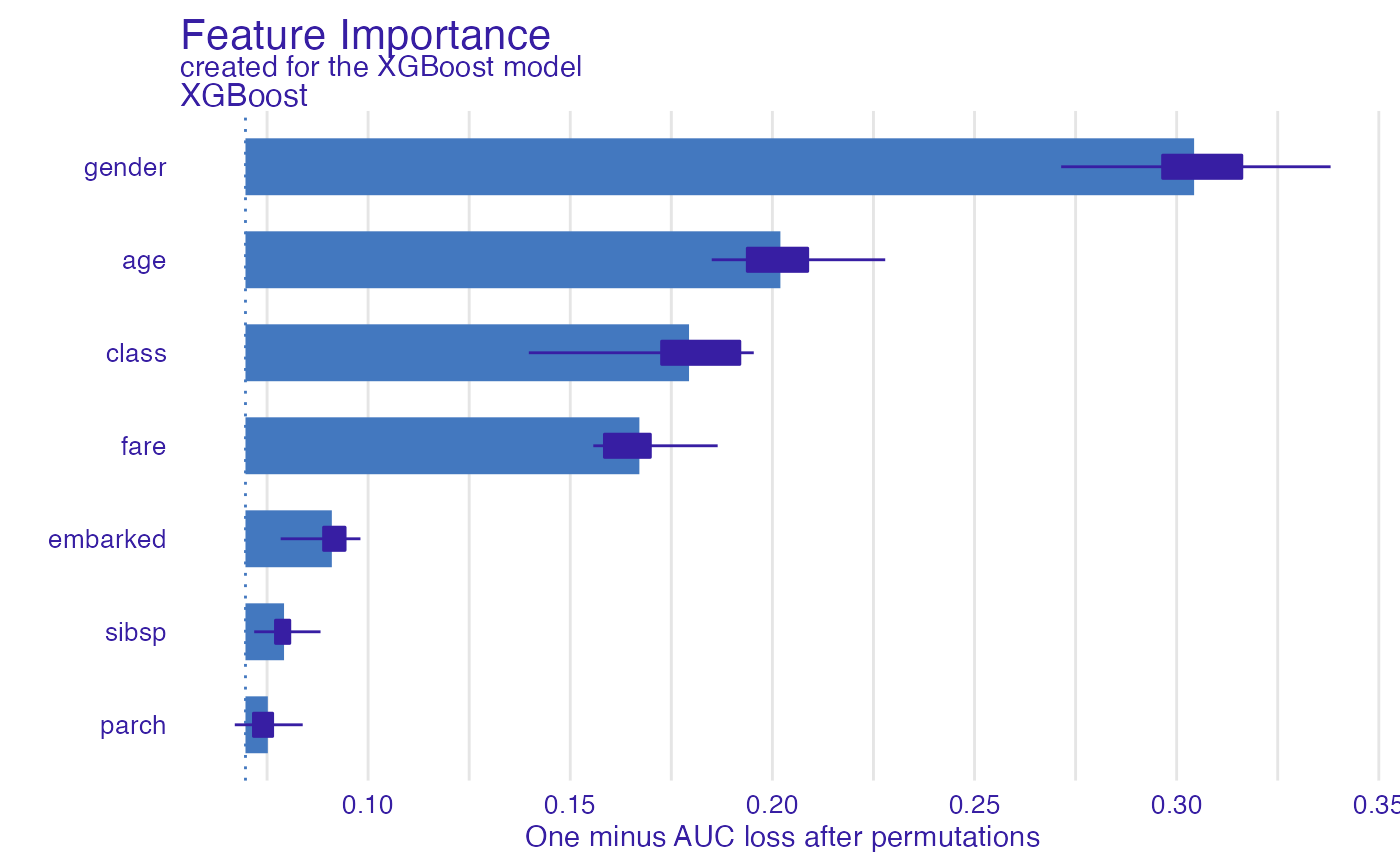 Feature Importance
created for the XGBoost model
XGBoost
gender
age
class
fare
embarked
sibsp
parch
0.10 0.15 0.20 0.25 0.30 0.35
One minus AUC loss after permutations